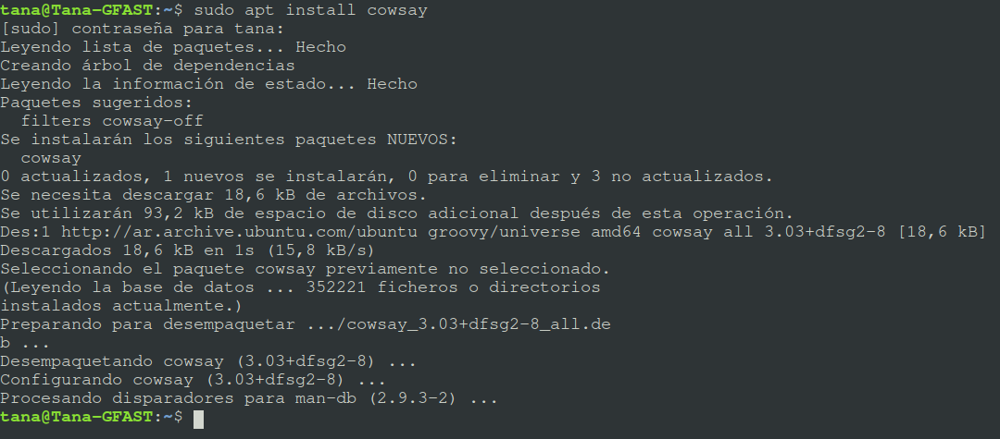 tana@Tana-GFAST:~$ sudo apt install cowsay
[sudo] contraseña para tana:
Leyendo lista de paquetes... Hecho
Creando árbol de dependencias
Leyendo la información de estado... Hecho
Paquetes sugeridos:
  filters cowsay-off
Se instalarán los siguientes paquetes NUEVOS:
  cowsay
0 actualizados, 1 nuevos se instalarán, 0 para eliminar y 3 no actualizados.
Se necesita descargar 18,6 kB de archivos.
Se utilizarán 93,2 kB de espacio de disco adicional después de esta operación.
Des:1 http://ar.archive.ubuntu.com/ubuntu groovy/universe amd64 cowsay all 3.03+dfsg2-8 [18,6 kB]
Descargados 18,6 kB en 1s (15,8 kB/s)
Seleccionando el paquete cowsay previamente no seleccionado.
(Leyendo la base de datos ... 352221 ficheros o directorios
instalados actualmente.)
Preparando para desempaquetar .../cowsay_3.03+dfsg2-8_all.de
b ...
Desempaquetando cowsay (3.03+dfsg2-8) ...
Configurando cowsay (3.03+dfsg2-8) ...
Procesando disparadores para man-db (2.9.3-2) ...
tana@Tana-GFAST:~$